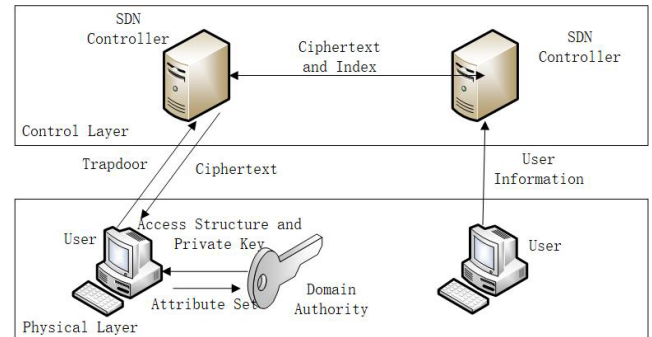 SDN
Controller
Ciphertext
and Index
SDN
Controller
Control Layer
Trapdoor
Ciphertext
User
Information
Access Structure and
Private Key
User
Attribute Set
Domain
Authority
User
Physical Layer